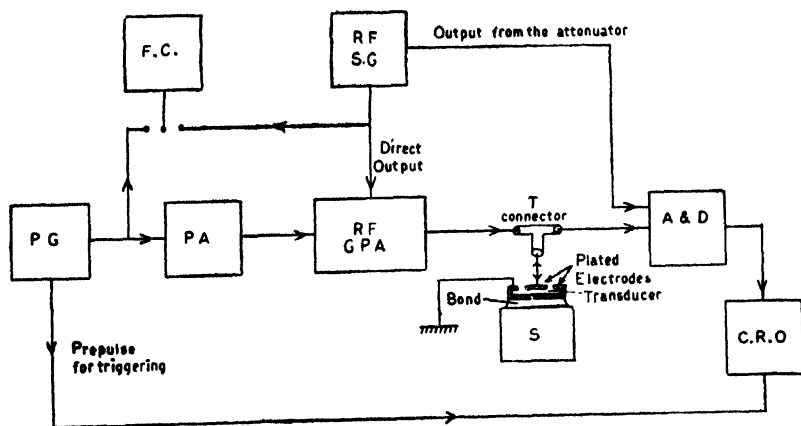 F.C.
RF
S.G
Output from the attenuator
Direct
Output
T
connector
PG
PA
RF
GPA
A & D
Plated
Electrodes
Transducer
Bond
S
C.R.O
Prepulse
for triggering